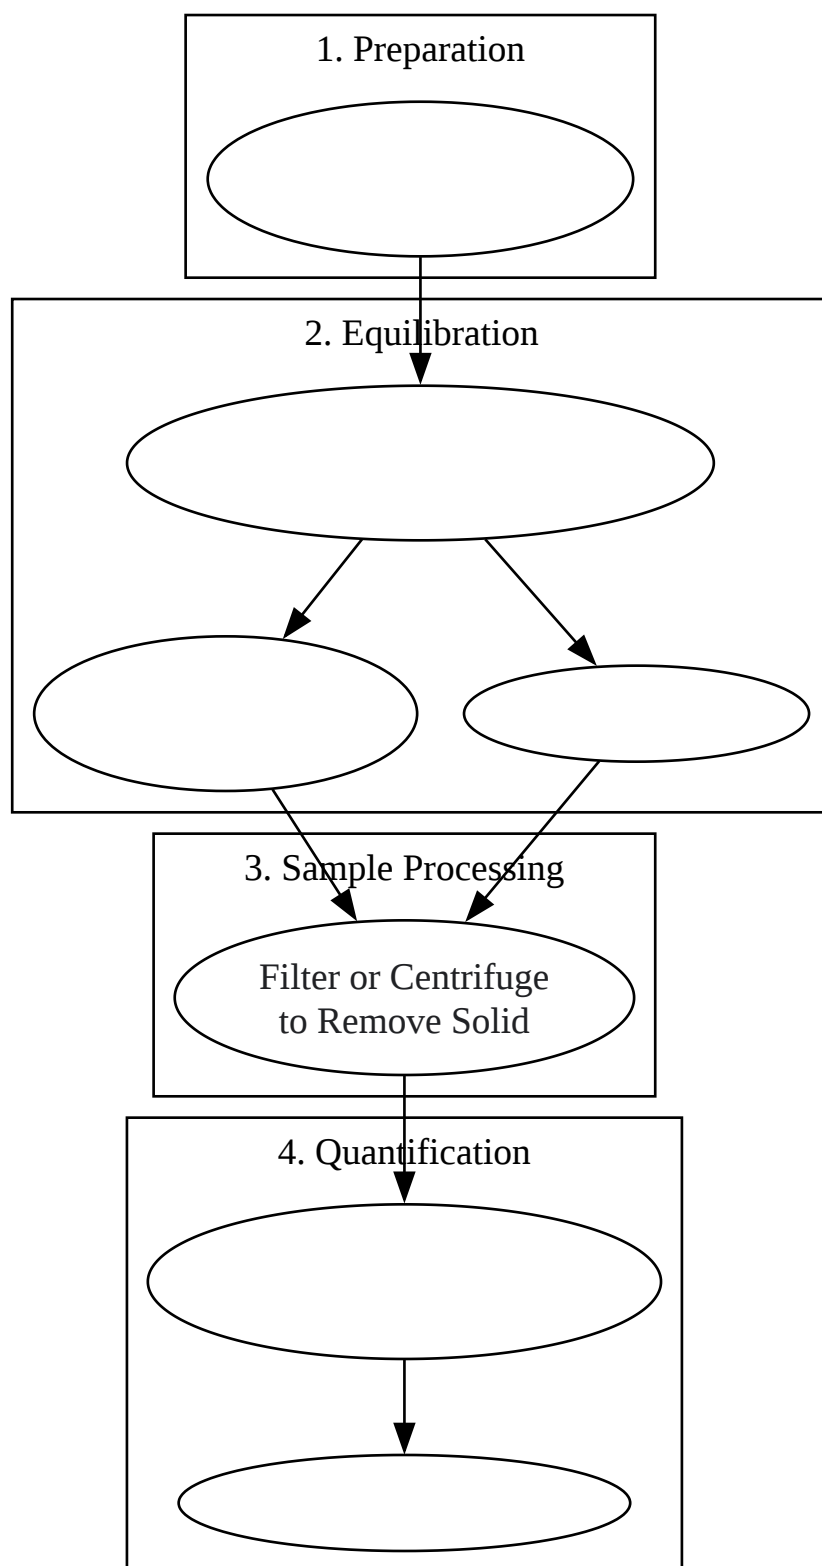 1. Preparation
2. Equilibration
3. Sample Processing
Filter or Centrifuge
to Remove Solid
4. Quantification